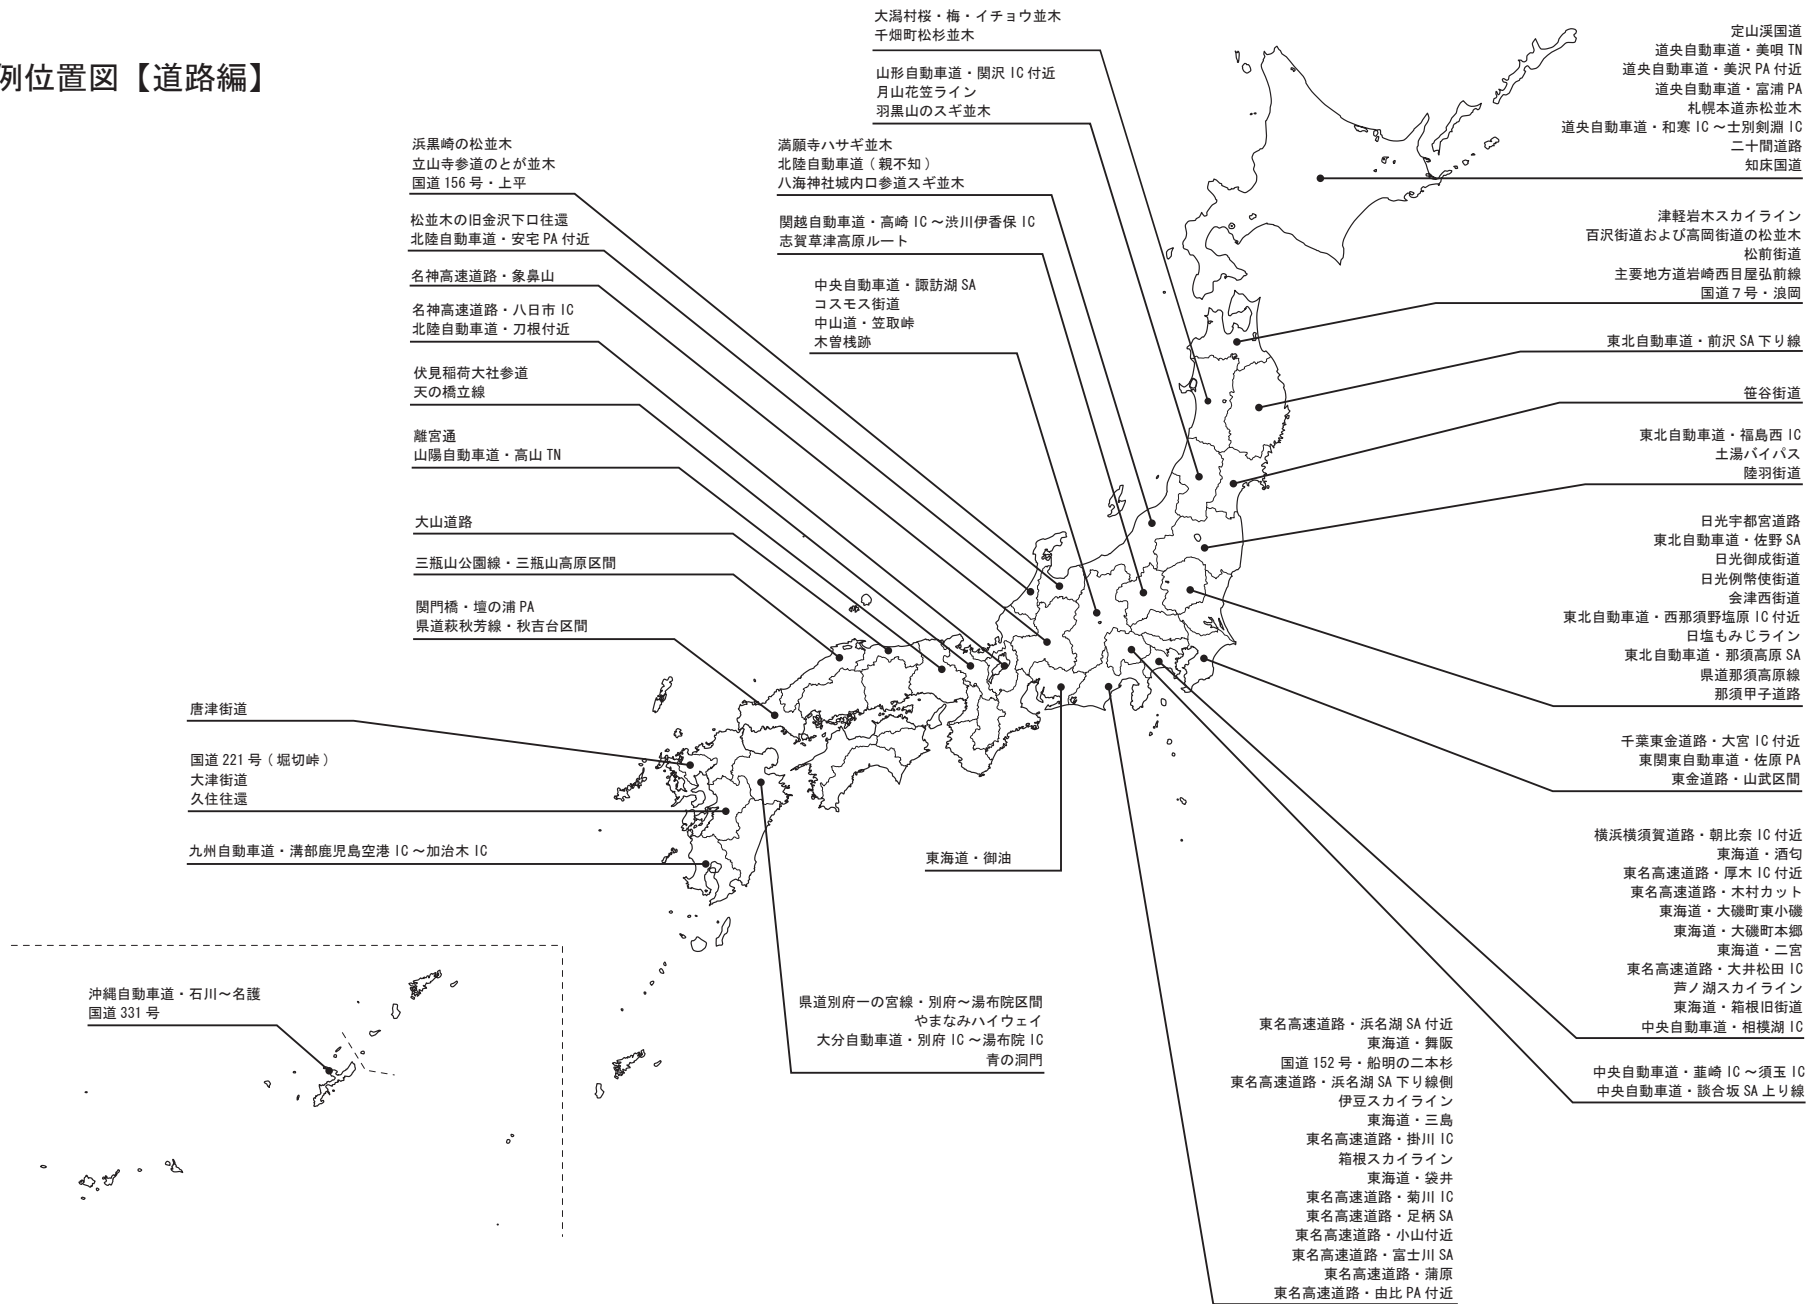 例位置図【道路編】
大潟村桜・梅・イチョウ並木
千畑町松杉並木
山形自動車道・関沢 IC 付近
月山花笠ライン
羽黒山のスギ並木
浜黒崎の松並木
立山寺参道のとが並木
国道 156 号・上平
松並木の旧金沢下口往還
北陸自動車道・安宅 PA 付近
名神高速道路・象鼻山
名神高速道路・八日市 IC
北陸自動車道・刀根付近
伏見稲荷大社参道
天の橋立線
離宮通
山陽自動車道・高山 TN
大山道路
三瓶山公園線・三瓶山高原区間
関門橋・壇の浦 PA
県道萩秋芳線・秋吉台区間
満願寺ハサギ並木
北陸自動車道（親不知）
八海神社城内口参道スギ並木
関越自動車道・高崎 IC ～渋川伊香保 IC
志賀草津高原ルート
中央自動車道・諏訪湖 SA
コスモス街道
中山道・笠取峠
木曽桟跡
定山渓国道
道央自動車道・美唄 TN
道央自動車道・美沢 PA 付近
道央自動車道・富浦 PA
札幌本道赤松並木
道央自動車道・和寒 IC ～士別剣淵 IC
二十間道路
知床国道
津軽岩木スカイライン
百沢街道および高岡街道の松並木
松前街道
主要地方道岩崎西目屋弘前線
国道７号・浪岡
東北自動車道・前沢 SA 下り線
笹谷街道
東北自動車道・福島西 IC
土湯バイパス
陸羽街道
日光宇都宮道路
東北自動車道・佐野 SA
日光御成街道
日光例幣使街道
会津西街道
東北自動車道・西那須野塩原 IC 付近
日塩もみじライン
東北自動車道・那須高原 SA
県道那須高原線
那須甲子道路
千葉東金道路・大宮 IC 付近
東関東自動車道・佐原 PA
東金道路・山武区間
横浜横須賀道路・朝比奈 IC 付近
東海道・酒匂
東名高速道路・厚木 IC 付近
東名高速道路・木村カット
東海道・大磯町東小磯
東海道・大磯町本郷
東海道・二宮
東名高速道路・大井松田 IC
芦ノ湖スカイライン
東海道・箱根旧街道
中央自動車道・相模湖 IC
中央自動車道・韮崎 IC ～須玉 IC
中央自動車道・談合坂 SA 上り線
唐津街道
国道 221 号（堀切峠）
大津街道
久住往還
九州自動車道・溝部鹿児島空港 IC ～加治木 IC
東海道・御油
沖縄自動車道・石川～名護
国道 331 号
県道別府一の宮線・別府～湯布院区間
やまなみハイウェイ
大分自動車道・別府 IC ～湯布院 IC
青の洞門
東名高速道路・浜名湖 SA 付近
東海道・舞阪
国道 152 号・船明の二本杉
東名高速道路・浜名湖 SA 下り線側
伊豆スカイライン
東海道・三島
東名高速道路・掛川 IC
箱根スカイライン
東海道・袋井
東名高速道路・菊川 IC
東名高速道路・足柄 SA
東名高速道路・小山付近
東名高速道路・富士川 SA
東名高速道路・蒲原
東名高速道路・由比 PA 付近